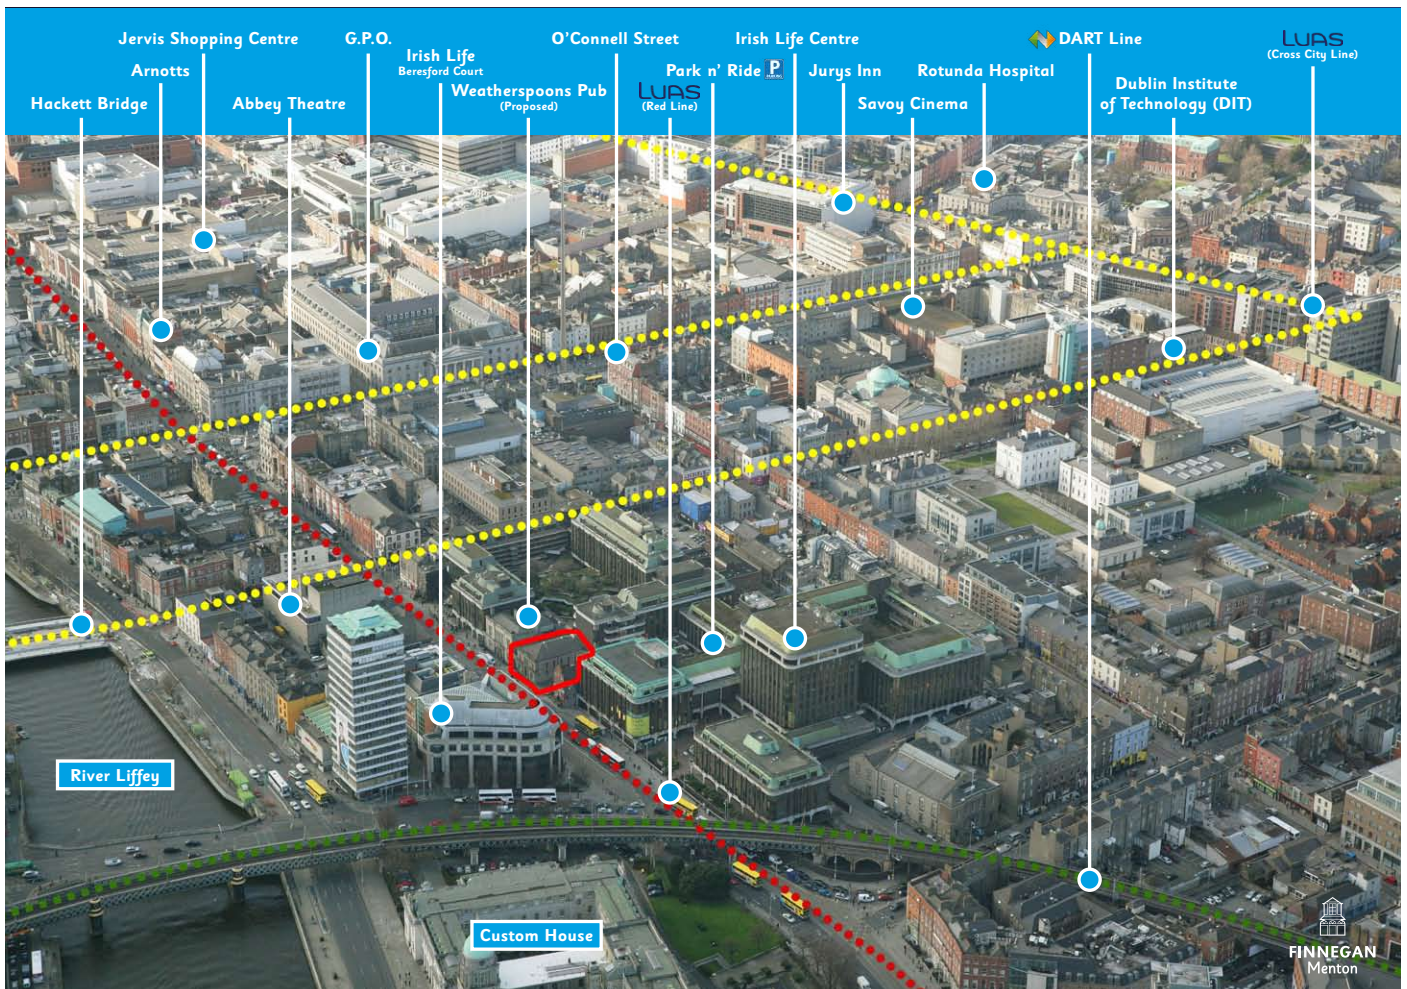 Jervis Shopping Centre
G.P.O.
O'Connell Street
Irish Life Centre
DART Line
LUAS
(Cross City Line)
Arnotts
Irish Life
Beresford Court
Park n' Ride P
PARKING
Jurys Inn
Rotunda Hospital
Hackett Bridge
Abbey Theatre
Weatherspoons Pub
(Proposed)
LUAS
(Red Line)
Savoy Cinema
Dublin Institute
of Technology (DIT)
River Liffey
Custom House
FINNEGAN
Menton